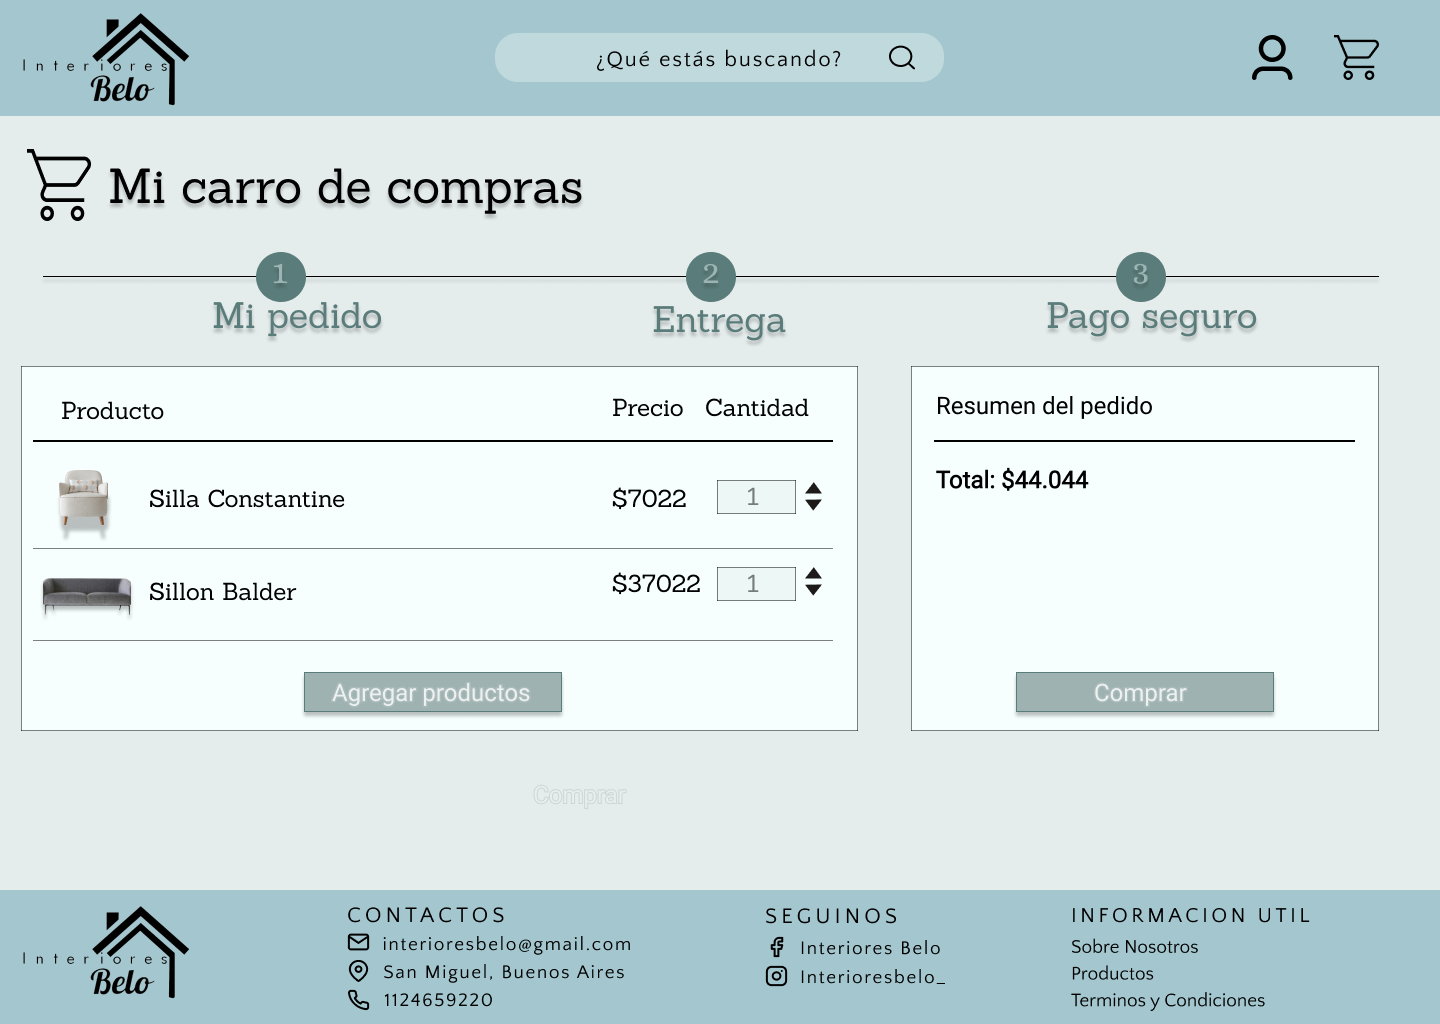 Interiores
Belo
¿Qué estás buscando?
Mi carro de compras
1
2
3
Mi pedido
Entrega
Pago seguro
Producto
Precio
Cantidad
Silla Constantine
$7022
1
Sillon Balder
$37022
1
Agregar productos
Resumen del pedido
Total: $44.044
Comprar
Comprar
Interiores
Belo
CONTACTOS
interioresbelo@gmail.com
San Miguel, Buenos Aires
1124659220
SEGUINOS
Interiores Belo
Interioresbelo_
INFORMACION UTIL
Sobre Nosotros
Productos
Terminos y Condiciones